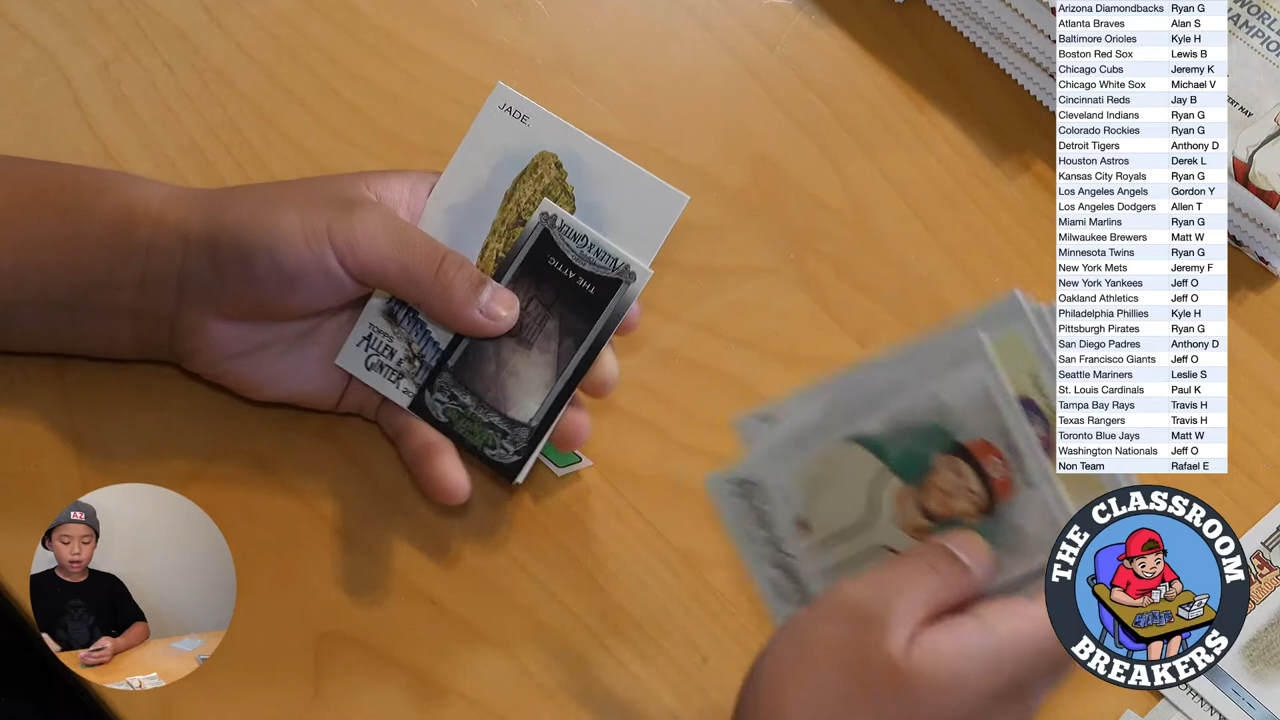 Arizona Diamondbacks Ryan G
Atlanta Braves Alan S
Baltimore Orioles Kyle H
Boston Red Sox Lewis B
Chicago Cubs Jeremy K
Chicago White Sox Michael V
Cincinnati Reds Jay B
Cleveland Indians Ryan G
Colorado Rockies Ryan G
Detroit Tigers Anthony D
Houston Astros Derek L
Kansas City Royals Ryan G
Los Angeles Angels Gordon Y
Los Angeles Dodgers Allen T
Miami Marlins Ryan G
Milwaukee Brewers Matt W
Minnesota Twins Ryan G
New York Mets Jeremy F
New York Yankees Jeff O
Oakland Athletics Jeff O
Philadelphia Phillies Kyle H
Pittsburgh Pirates Ryan G
San Diego Padres Anthony D
San Francisco Giants Jeff O
Seattle Mariners Leslie S
St. Louis Cardinals Paul K
Tampa Bay Rays Travis H
Texas Rangers Travis H
Toronto Blue Jays Matt W
Washington Nationals Jeff O
Non Team Rafael E
JADE.
ALLEN & GINTER
THE ATTIC.
TOPPS
ALLEN &
GINTER
AZ
THE CLASSROOM
BREAKERS